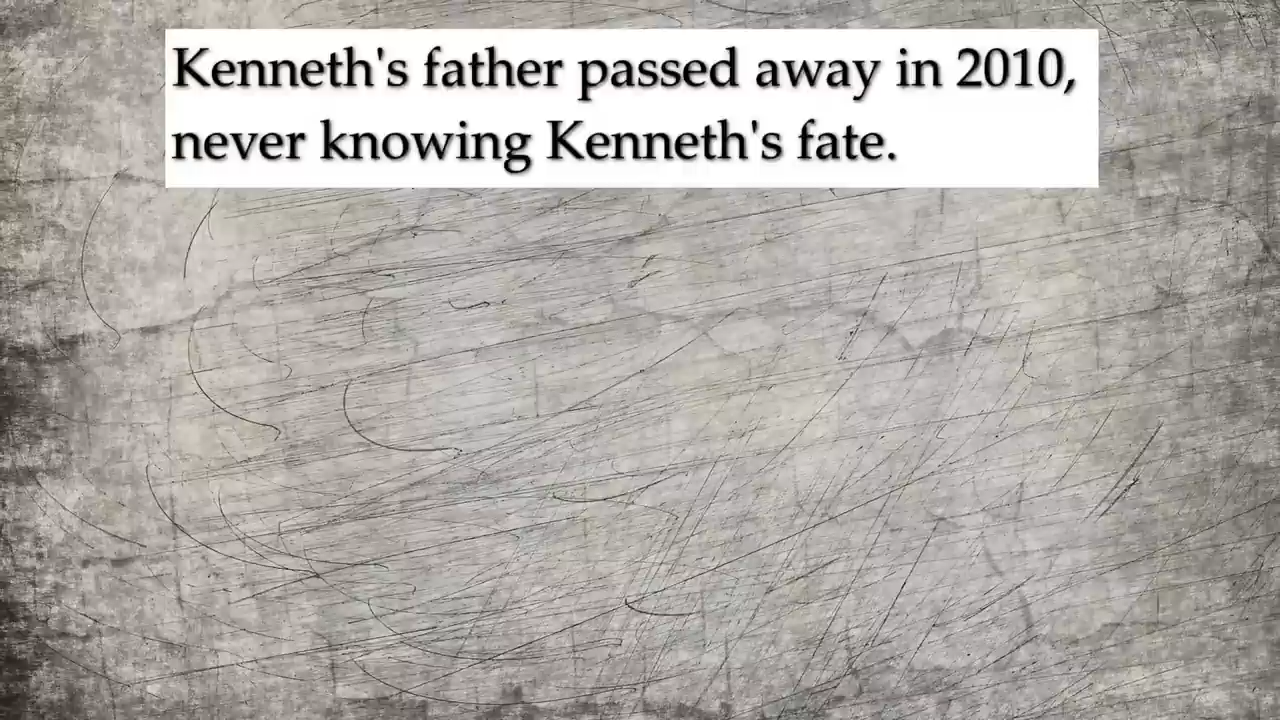 Kenneth's father passed away in 2010,
never knowing Kenneth's fate.